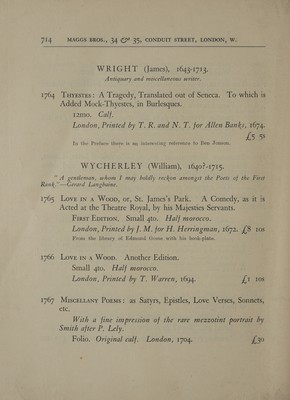 714 MAGGS BROS., 34 & 35, CONDUIT STREET, LONDON, W.
WRIGHT (James), 1643-1713.
Antiquary and miscellaneous writer.
1764 THYESTES: A Tragedy, Translated out of Seneca. To which is
Added Mock-Thyestes, in Burlesques.
12mo. Calf.
London, Printed by T. R. and N. T. for Allen Banks, 1674.
£5 5s
In the Preface there is an interesting reference to Ben Jonson.
WYCHERLEY (William), 1640?-1715.
"A gentleman, whom I may boldly reckon amongst the Poets of the First
Rank."—Gerard Langbaine.
1765 LOVE IN A WOOD, or, St. James's Park. A Comedy, as it is
Acted at the Theatre Royal, by his Majesties Servants.
FIRST EDITION. Small 4to. Half morocco.
London, Printed by J. M. for H. Herringman, 1672. £8 10s
From the library of Edmund Gosse with his book-plate.
1766 LOVE IN A WOOD. Another Edition.
Small 4to. Half morocco.
London, Printed by T. Warren, 1694. £1 10s
1767 MISCELLANY POEMS: as Satyrs, Epistles, Love Verses, Sonnets,
etc.
With a fine impression of the rare mezzotint portrait by
Smith after P. Lely.
Folio. Original calf. London, 1704. £30